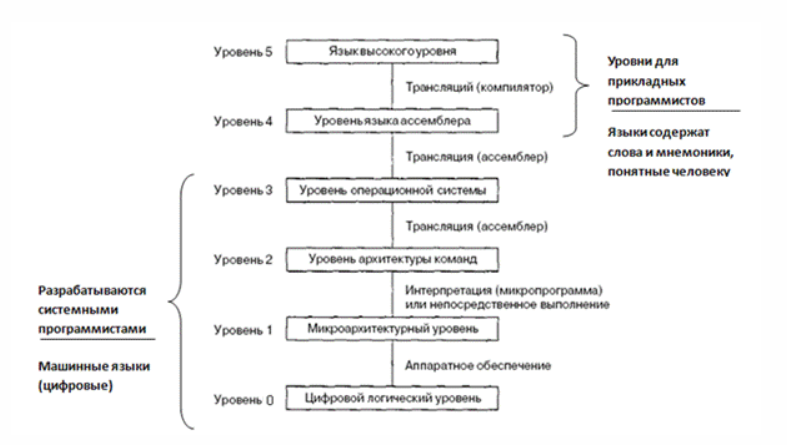 Уровень 5
Язык высокого уровня
Трансляций (компилятор)
Уровень 4
Уровень языка ассемблера
Трансляция (ассемблер)
Уровень 3
Уровень операционной системы
Трансляция (ассемблер)
Уровень 2
Уровень архитектуры команд
Интерпретация (микропрограмма)
или непосредственное выполнение
Уровень 1
Микроархитектурный уровень
Аппаратное обеспечение
Уровень 0
Цифровой логический уровень
Уровни для
прикладных
программистов
Языки содержат
слова и мнемоники,
понятные человеку
Разрабатываются
системными
программистами
Машинные языки
(цифровые)